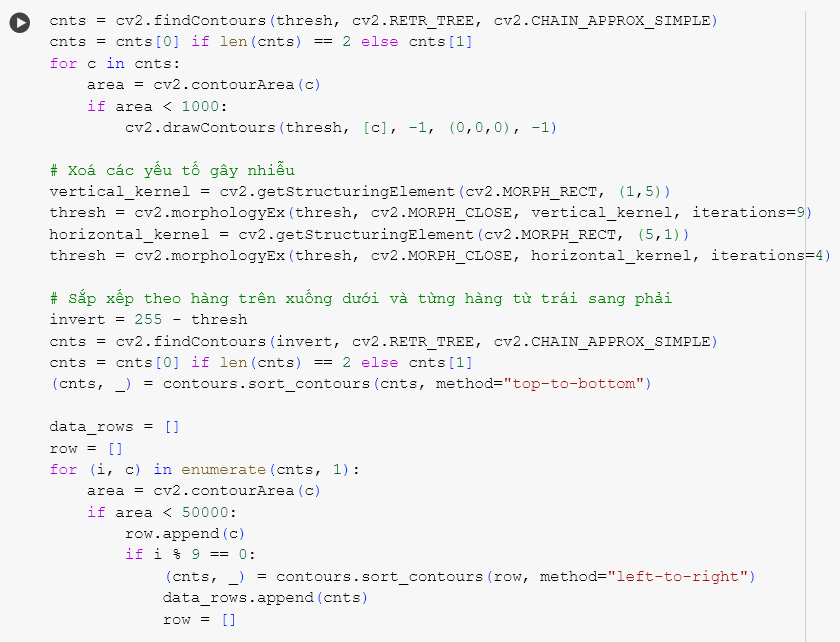 cnts = cv2.findContours(thresh, cv2.RETR_TREE, cv2.CHAIN_APPROX_SIMPLE)
cnts = cnts[0] if len(cnts) == 2 else cnts[1]
for c in cnts:
    area = cv2.contourArea(c)
    if area < 1000:
        cv2.drawContours(thresh, [c], -1, (0,0,0), -1)

# Xoá các yếu tố gây nhiễu
vertical_kernel = cv2.getStructuringElement(cv2.MORPH_RECT, (1,5))
thresh = cv2.morphologyEx(thresh, cv2.MORPH_CLOSE, vertical_kernel, iterations=9)
horizontal_kernel = cv2.getStructuringElement(cv2.MORPH_RECT, (5,1))
thresh = cv2.morphologyEx(thresh, cv2.MORPH_CLOSE, horizontal_kernel, iterations=4)

# Sắp xếp theo hàng trên xuống dưới và từng hàng từ trái sang phải
invert = 255 - thresh
cnts = cv2.findContours(invert, cv2.RETR_TREE, cv2.CHAIN_APPROX_SIMPLE)
cnts = cnts[0] if len(cnts) == 2 else cnts[1]
(cnts, _) = contours.sort_contours(cnts, method="top-to-bottom")

data_rows = []
row = []
for (i, c) in enumerate(cnts, 1):
    area = cv2.contourArea(c)
    if area < 50000:
        row.append(c)
        if i % 9 == 0:
            (cnts, _) = contours.sort_contours(row, method="left-to-right")
            data_rows.append(cnts)
            row = []